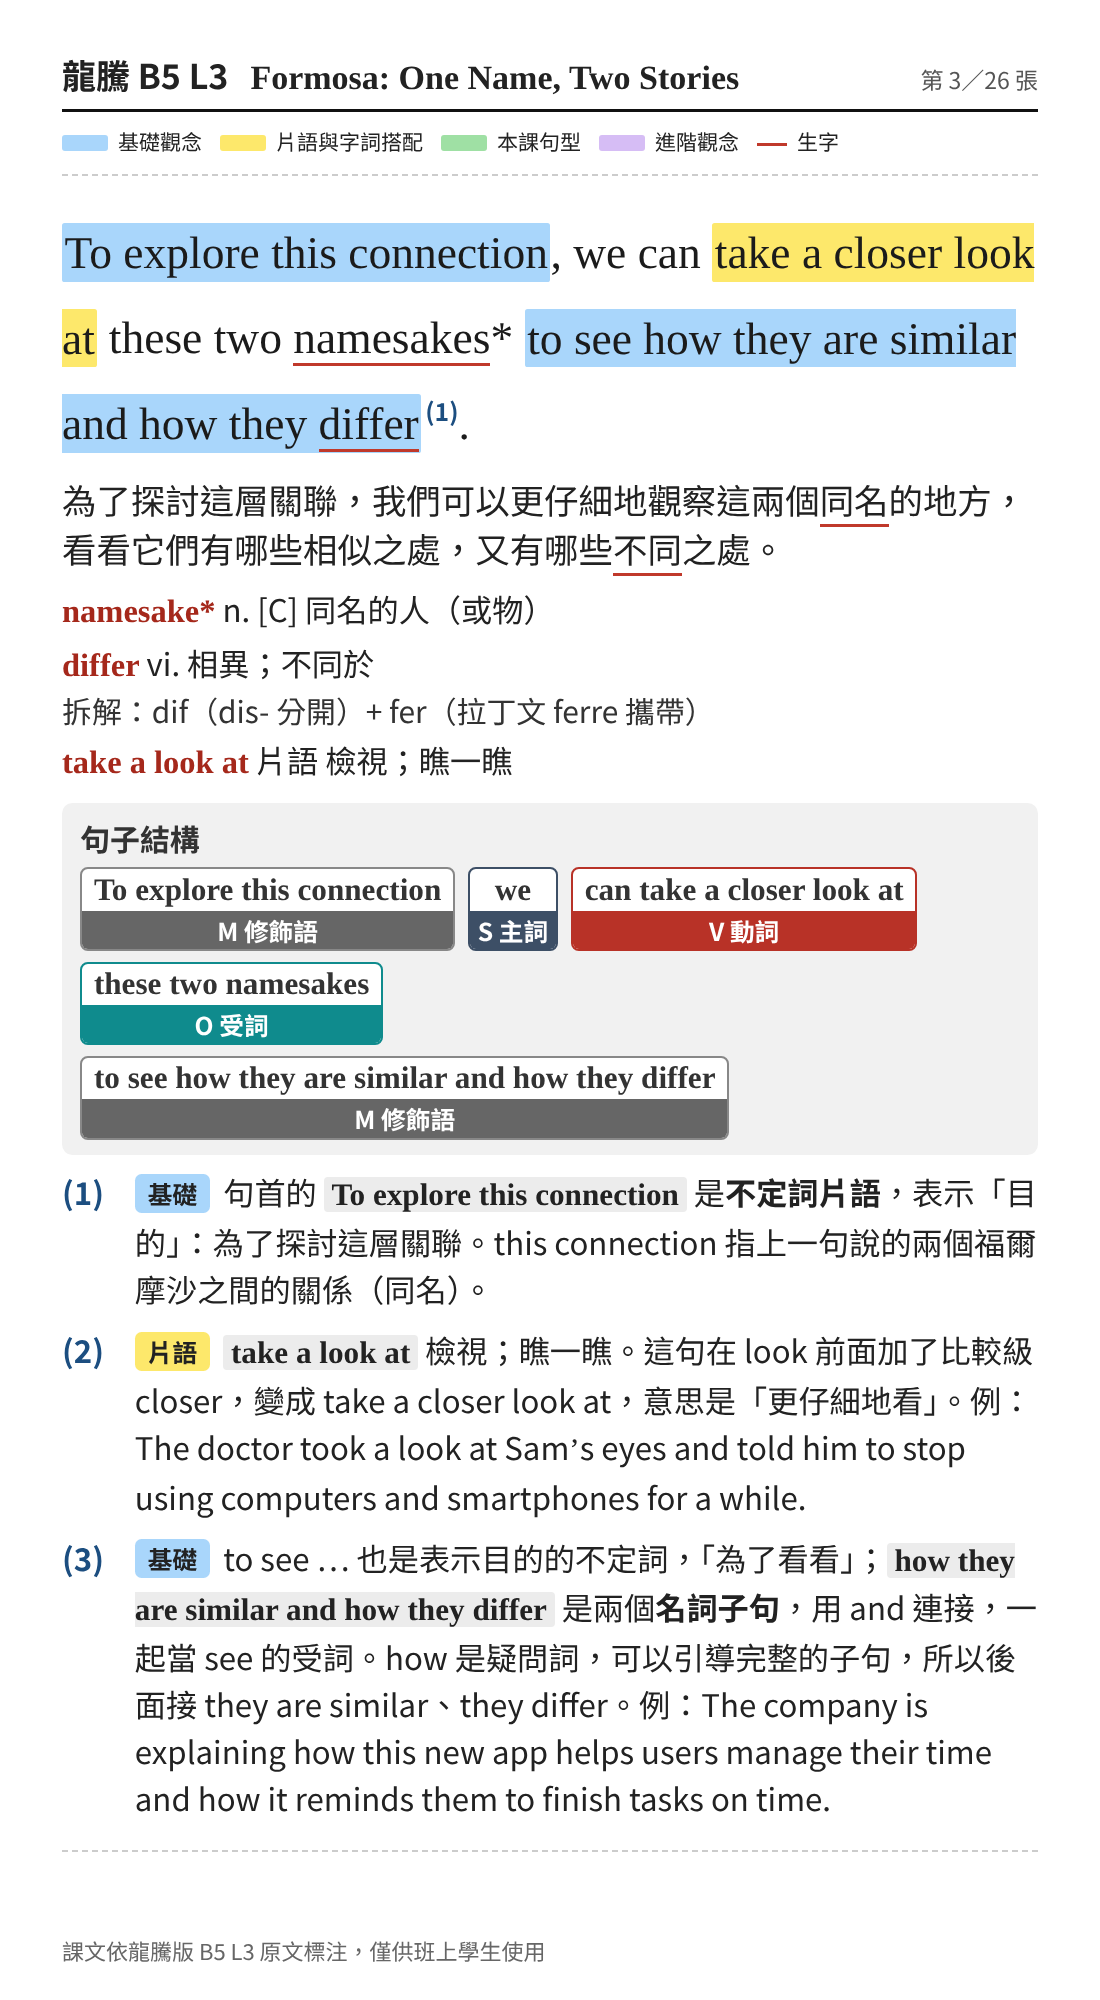 龍騰 B5 L3 Formosa: One Name, Two Stories 第 3／26 張
基礎觀念 片語與字詞搭配 本課句型 進階觀念 生字
To explore this connection, we can take a closer look
at these two namesakes* to see how they are similar
and how they differ(1).
為了探討這層關聯，我們可以更仔細地觀察這兩個同名的地方，
看看它們有哪些相似之處，又有哪些不同之處。
namesake* n. [C] 同名的人（或物）
differ vi. 相異；不同於
拆解：dif（dis- 分開）+ fer（拉丁文 ferre 攜帶）
take a look at 片語 檢視；瞧一瞧
句子結構
To explore this connection we can take a closer look at
M 修飾語 S 主詞 V 動詞
these two namesakes
O 受詞
to see how they are similar and how they differ
M 修飾語
(1) 基礎 句首的 To explore this connection 是不定詞片語，表示「目
的」：為了探討這層關聯。this connection 指上一句說的兩個福爾
摩沙之間的關係（同名）。
(2) 片語 take a look at 檢視；瞧一瞧。這句在 look 前面加了比較級
closer，變成 take a closer look at，意思是「更仔細地看」。例：
The doctor took a look at Sam’s eyes and told him to stop
using computers and smartphones for a while.
(3) 基礎 to see … 也是表示目的的不定詞，「為了看看」；how they
are similar and how they differ 是兩個名詞子句，用 and 連接，一
起當 see 的受詞。how 是疑問詞，可以引導完整的子句，所以後
面接 they are similar、they differ。例：The company is
explaining how this new app helps users manage their time
and how it reminds them to finish tasks on time.
課文依龍騰版 B5 L3 原文標注，僅供班上學生使用